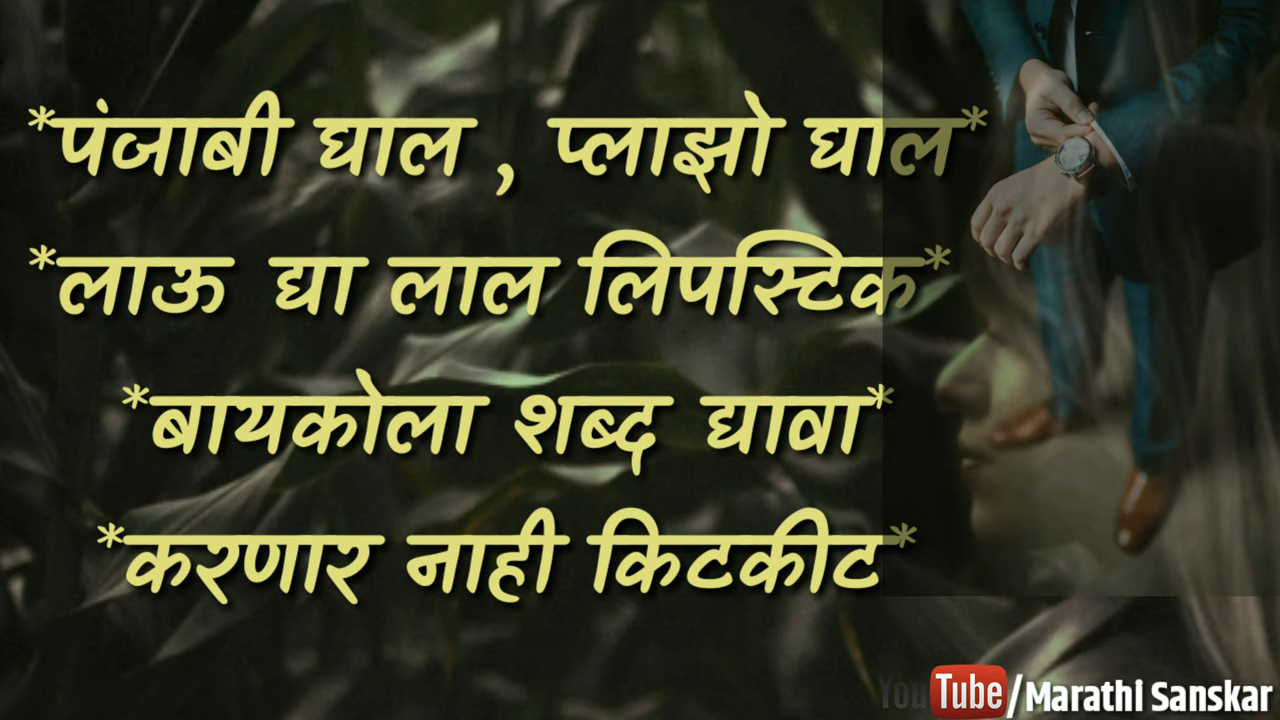 *पंजाबी घाल , प्लाझो घाल*
*लाऊ द्या लाल लिपस्टिक*
*बायकोला शब्द द्यावा*
*करणार नाही किटकीट*
YouTube/Marathi Sanskar